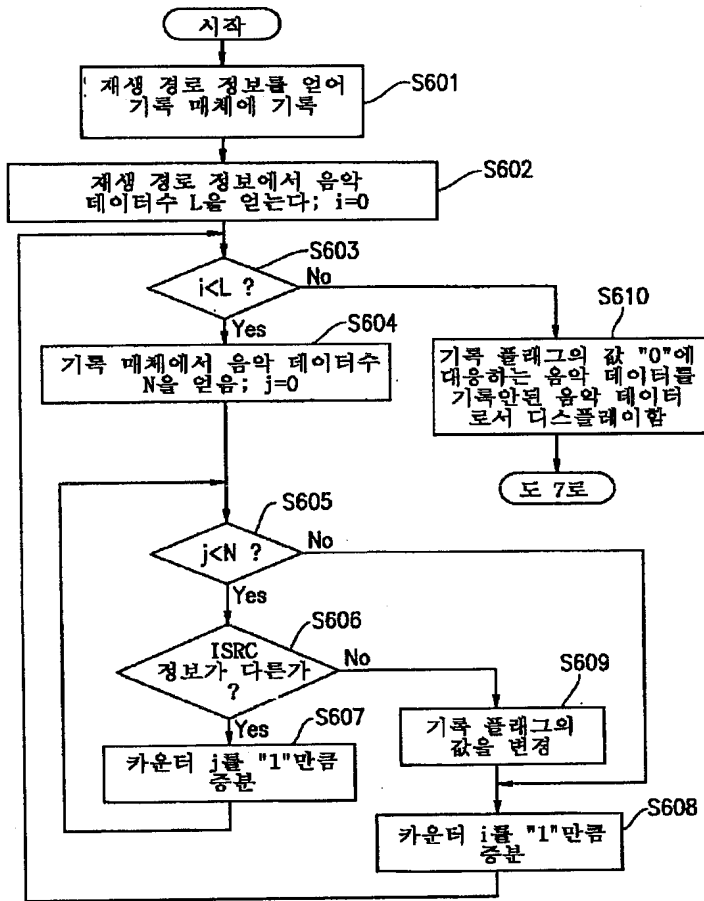 시작
재생 경로 정보를 얻어
기록 매체에 기록
S601
재생 경로 정보에서 음악
데이터수 L을 얻는다; i=0
S602
S603
i<L ?
No
Yes
S604
기록 매체에서 음악 데이터수
N을 얻음; j=0
S610
기록 플래그의 값 "0"에
대응하는 음악 데이터를
기록안된 음악 데이터
로서 디스플레이함
도 7로
S605
j<N ?
No
Yes
S606
ISRC
정보가 다른가
?
No
Yes
S607
카운터 j를 "1"만큼
증분
S609
기록 플래그의
값을 변경
S608
카운터 i를 "1"만큼
증분